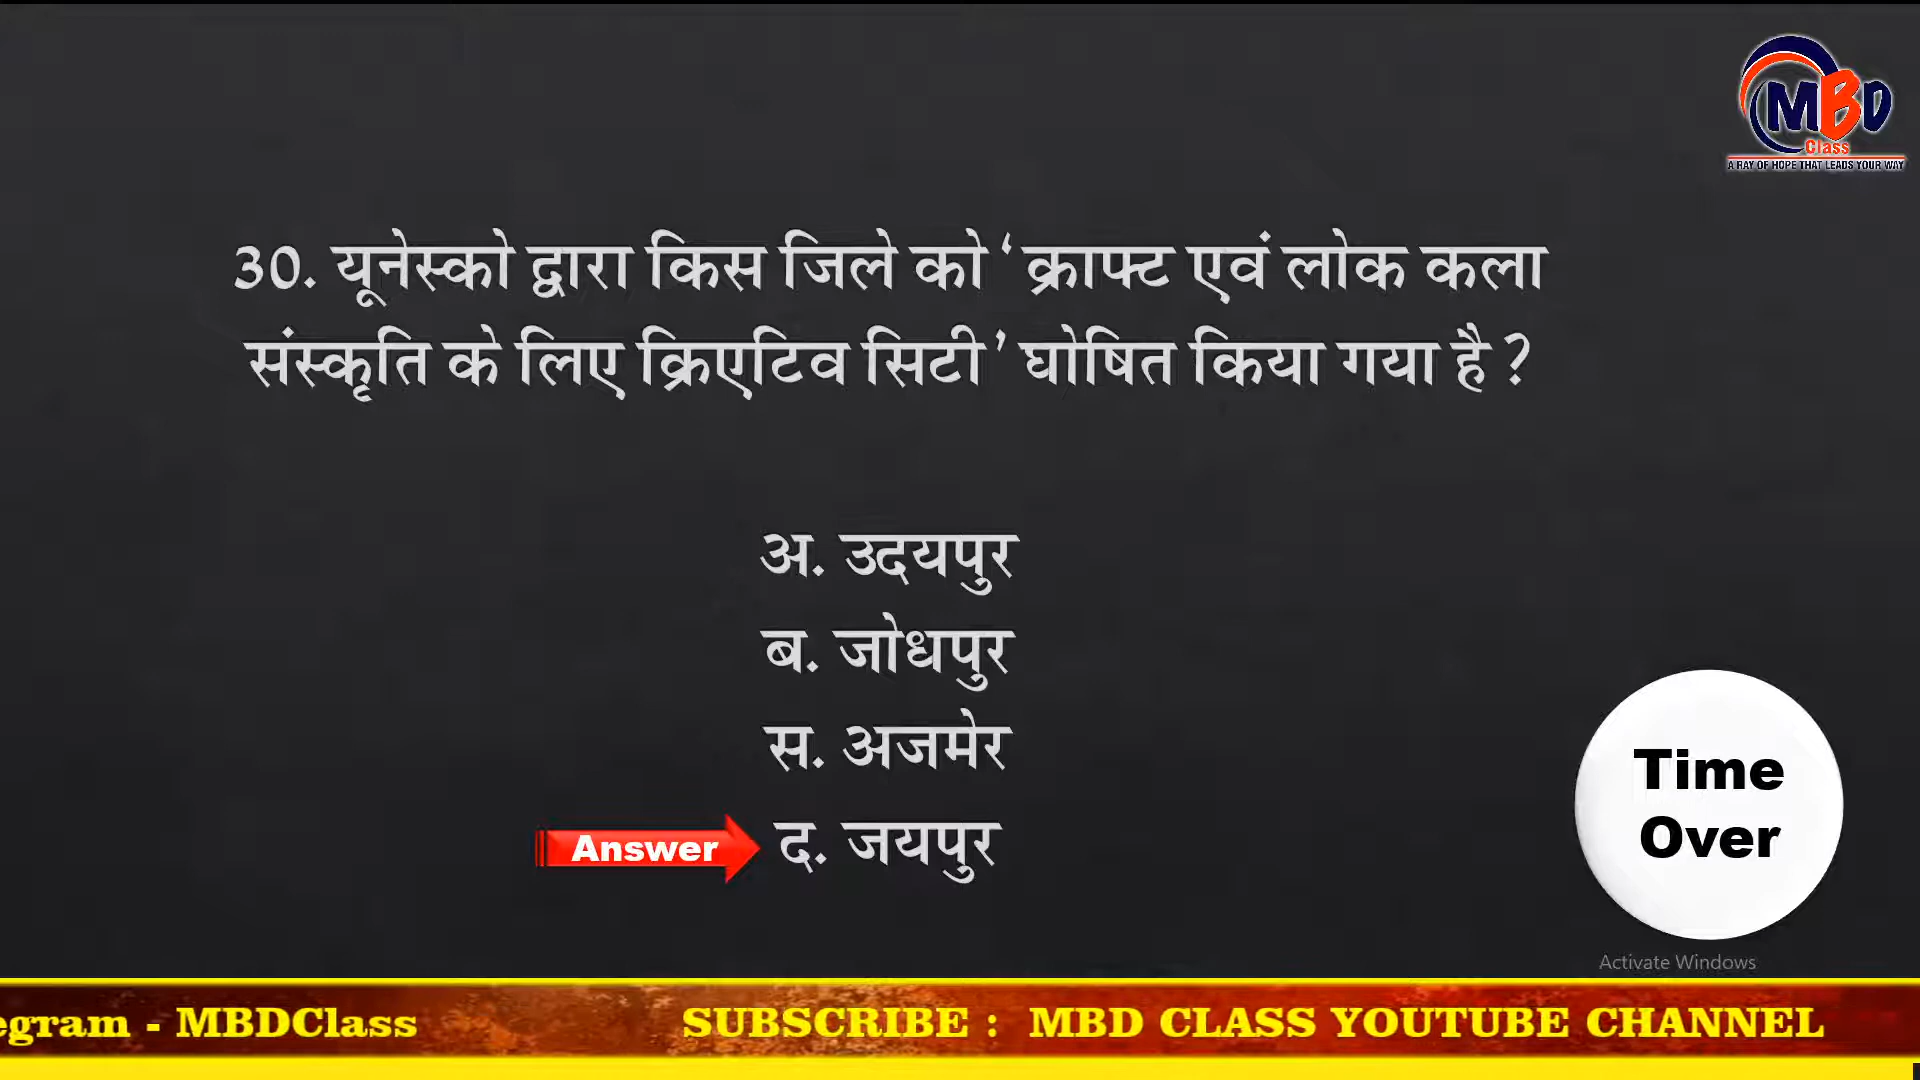 MBD
Class
A RAY OF HOPE THAT LEADS YOUR WAY
30. यूनेस्को द्वारा किस जिले को ‘क्राफ्ट एवं लोक कला
संस्कृति के लिए क्रिएटिव सिटी’ घोषित किया गया है ?
अ. उदयपुर
ब. जोधपुर
स. अजमेर
Answer द. जयपुर
Time
Over
Activate Windows
egram - MBDClass SUBSCRIBE : MBD CLASS YOUTUBE CHANNEL